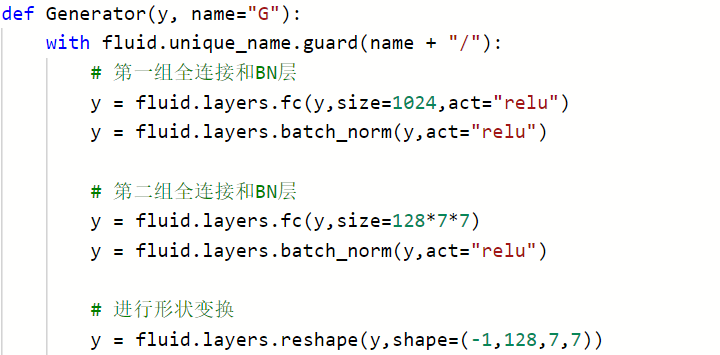 def Generator(y, name="G"):
    with fluid.unique_name.guard(name + "/"):
        # 第一组全连接和BN层
        y = fluid.layers.fc(y,size=1024,act="relu")
        y = fluid.layers.batch_norm(y,act="relu")
        # 第二组全连接和BN层
        y = fluid.layers.fc(y,size=128*7*7)
        y = fluid.layers.batch_norm(y,act="relu")
        # 进行形状变换
        y = fluid.layers.reshape(y,shape=(-1,128,7,7))